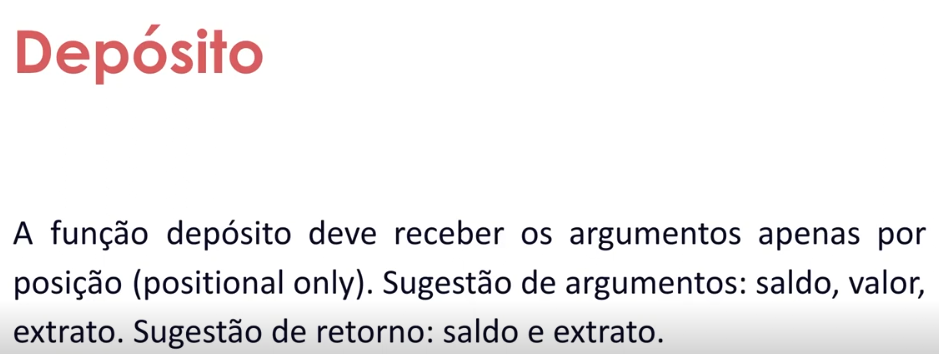 Depósito
A função depósito deve receber os argumentos apenas por
posição (positional only). Sugestão de argumentos: saldo, valor,
extrato. Sugestão de retorno: saldo e extrato.